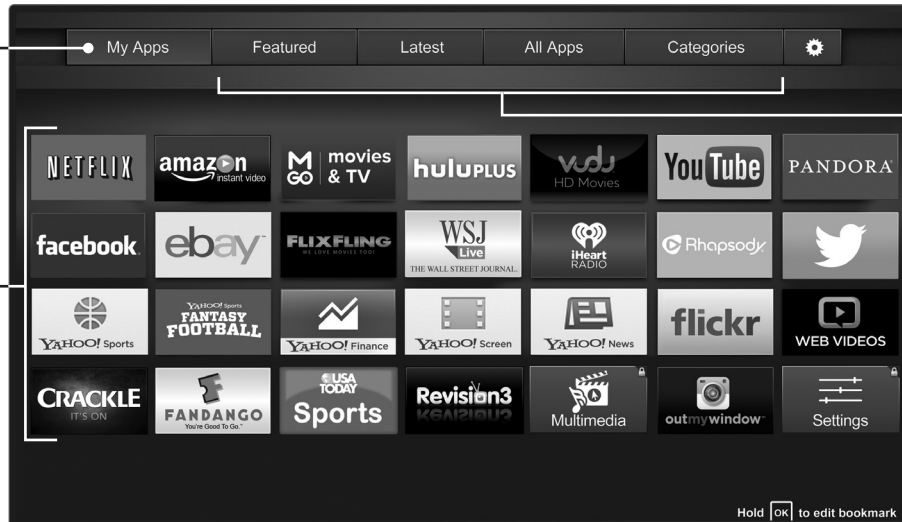 My Apps Featured Latest All Apps Categories
NETFLIX
amazon
instant video
M GO movies & TV
huluPLUS
vudu
HD Movies
YouTube
PANDORA
facebook
ebay
FLIXFLING
WE LOVE MOVIES TOO!
WSJ
Live
THE WALL STREET JOURNAL.
iHeart
RADIO
Rhapsody
YAHOO! Sports
YAHOO! Sports
FANTASY
FOOTBALL
YAHOO! Finance
YAHOO! Screen
YAHOO! News
flickr
WEB VIDEOS
CRACKLE
IT'S ON
FANDANGO
You're Good To Go.™
USA
TODAY
Sports
Revision3
Multimedia
outmywindow™
Settings
Hold OK to edit bookmark